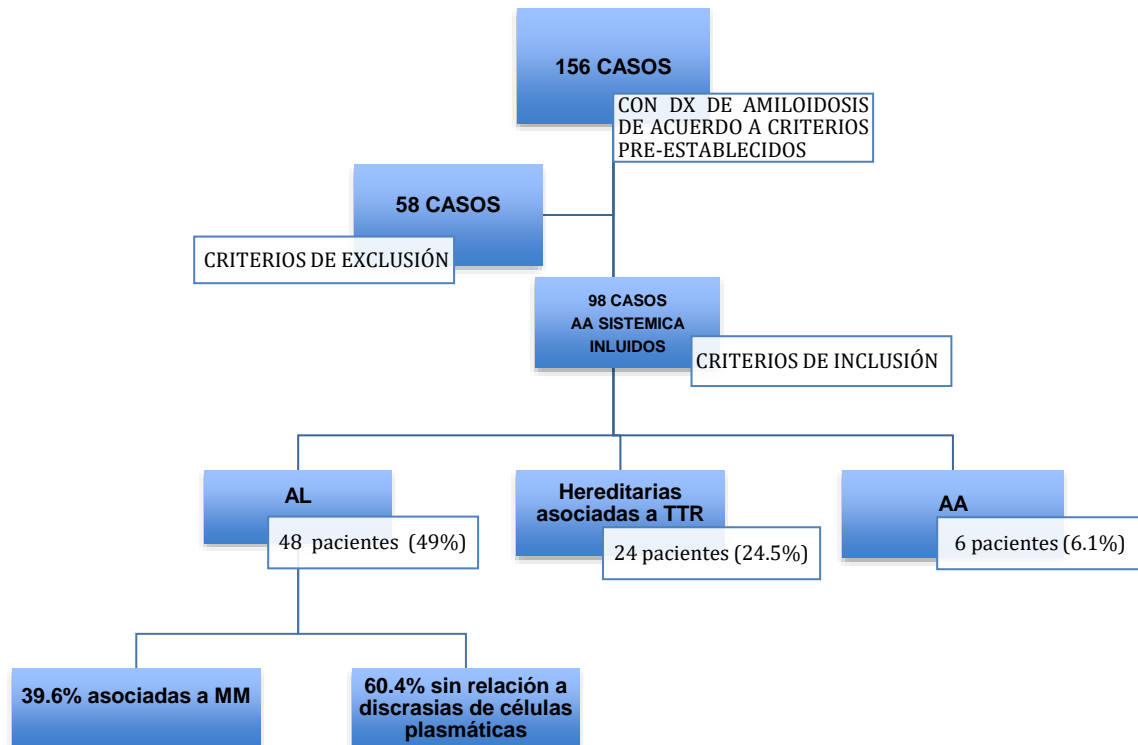 156 CASOS
CON DX DE AMILOIDOSIS
DE ACUERDO A CRITERIOS
PRE-ESTABLECIDOS
58 CASOS
CRITERIOS DE EXCLUSIÓN
98 CASOS
AA SISTEMICA
INLUIDOS
CRITERIOS DE INCLUSIÓN
AL
48 pacientes (49%)
Hereditarias
asociadas a TTR
24 pacientes (24.5%)
AA
6 pacientes (6.1%)
39.6% asociadas a MM
60.4% sin relación a
discrasias de células
plasmáticas